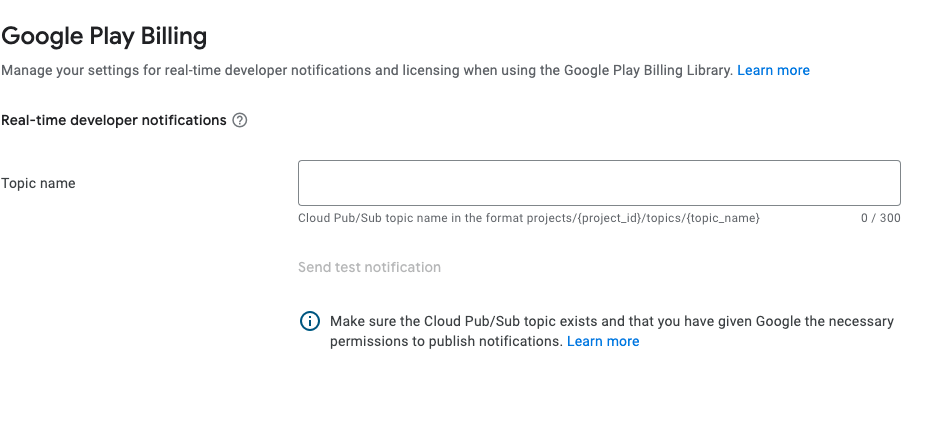 Google Play Billing
Manage your settings for real-time developer notifications and licensing when using the Google Play Billing Library. Learn more
Real-time developer notifications
Topic name
Cloud Pub/Sub topic name in the format projects/{project_id}/topics/{topic_name} 0 / 300
Send test notification
Make sure the Cloud Pub/Sub topic exists and that you have given Google the necessary
permissions to publish notifications. Learn more